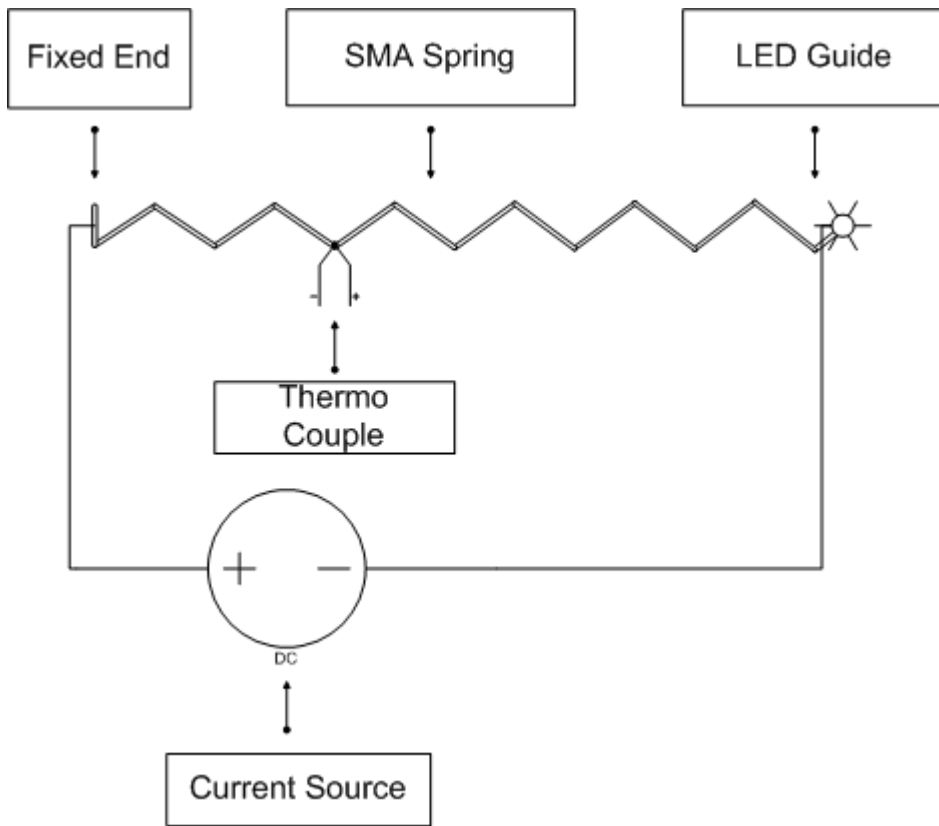 Fixed End
SMA Spring
LED Guide
- +
Thermo
Couple
+ −
DC
Current Source